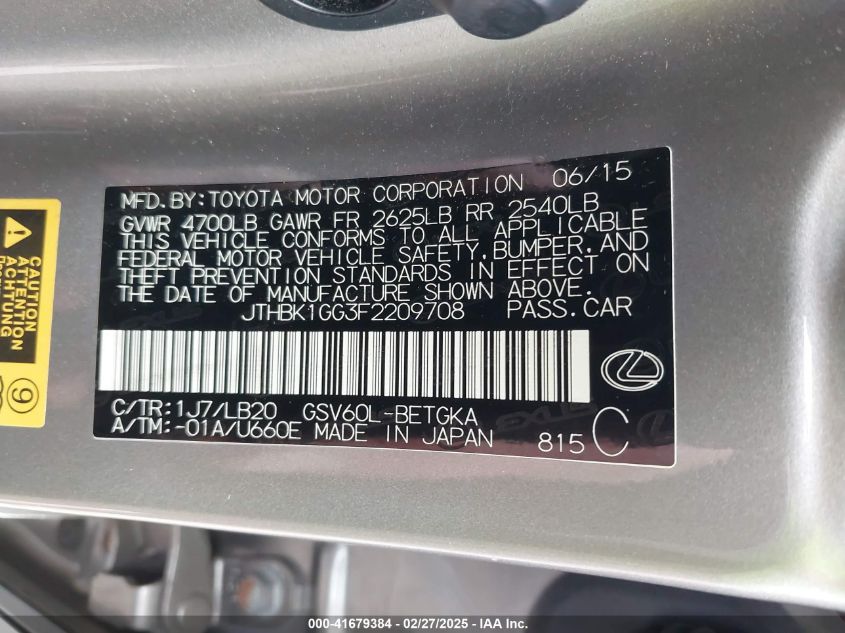 MFD. BY: TOYOTA MOTOR CORPORATION 06/15
GVWR 4700LB GAWR FR 2625LB RR 2540LB
THIS VEHICLE CONFORMS TO ALL APPLICABLE
FEDERAL MOTOR VEHICLE SAFETY, BUMPER, AND
THEFT PREVENTION STANDARDS IN EFFECT ON
THE DATE OF MANUFACTURE SHOWN ABOVE.
JTHBK1GG3F2209708 PASS. CAR
C/TR: 1J7/LB20 GSV60L-BETGKA
A/TM: -01A/U660E MADE IN JAPAN 815 C
CAUTION
ATTENTION
ACHTUNG
9
000-41679384 - 02/27/2025 - IAA Inc.